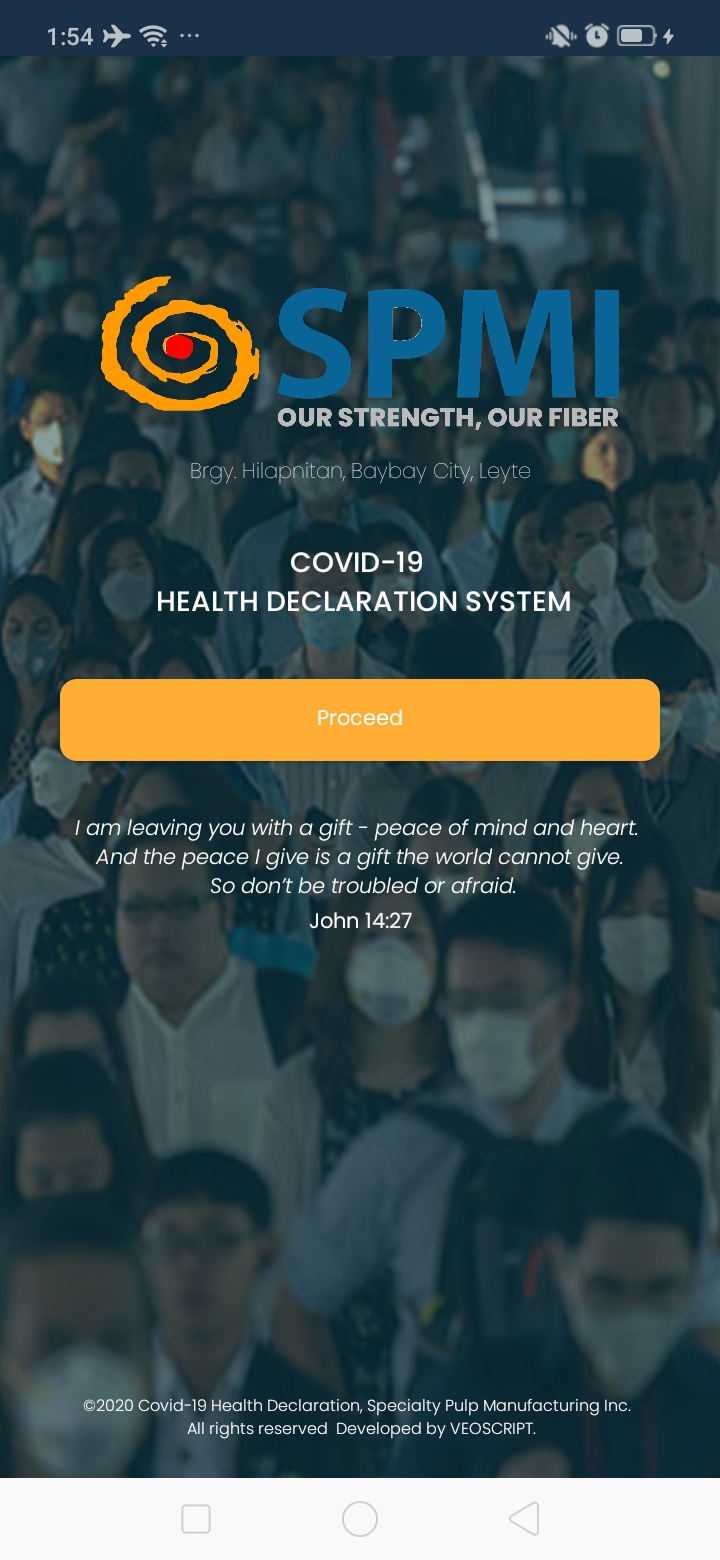 1:54
SPMI
OUR STRENGTH, OUR FIBER
Brgy. Hilapnitan, Baybay City, Leyte
COVID-19
HEALTH DECLARATION SYSTEM
Proceed
I am leaving you with a gift - peace of mind and heart.
And the peace I give is a gift the world cannot give.
So don't be troubled or afraid.
John 14:27
©2020 Covid-19 Health Declaration, Specialty Pulp Manufacturing Inc.
All rights reserved  Developed by VEOSCRIPT.